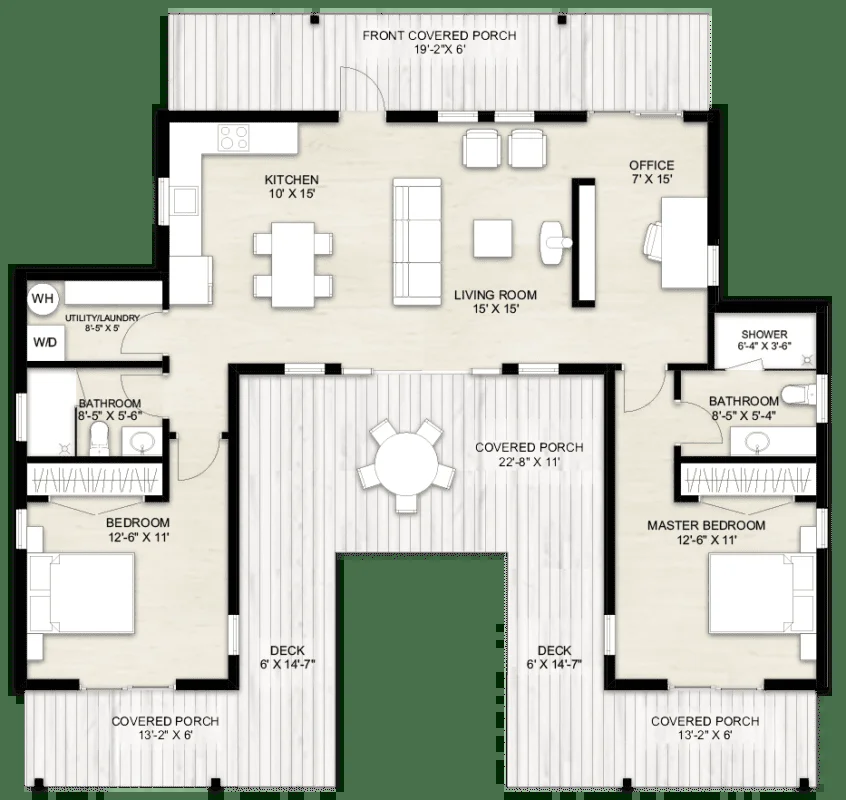 FRONT COVERED PORCH
19'-2"X 6'
KITCHEN
10' X 15'
OFFICE
7' X 15'
LIVING ROOM
15' X 15'
WH
UTILITY/LAUNDRY
8'-5" X 5'
W/D
SHOWER
6'-4" X 3'-6"
BATHROOM
8'-5" X 5'-6"
BATHROOM
8'-5" X 5'-4"
COVERED PORCH
22'-8" X 11'
BEDROOM
12'-6" X 11'
MASTER BEDROOM
12'-6" X 11'
DECK
6' X 14'-7"
DECK
6' X 14'-7"
COVERED PORCH
13'-2" X 6'
COVERED PORCH
13'-2" X 6'